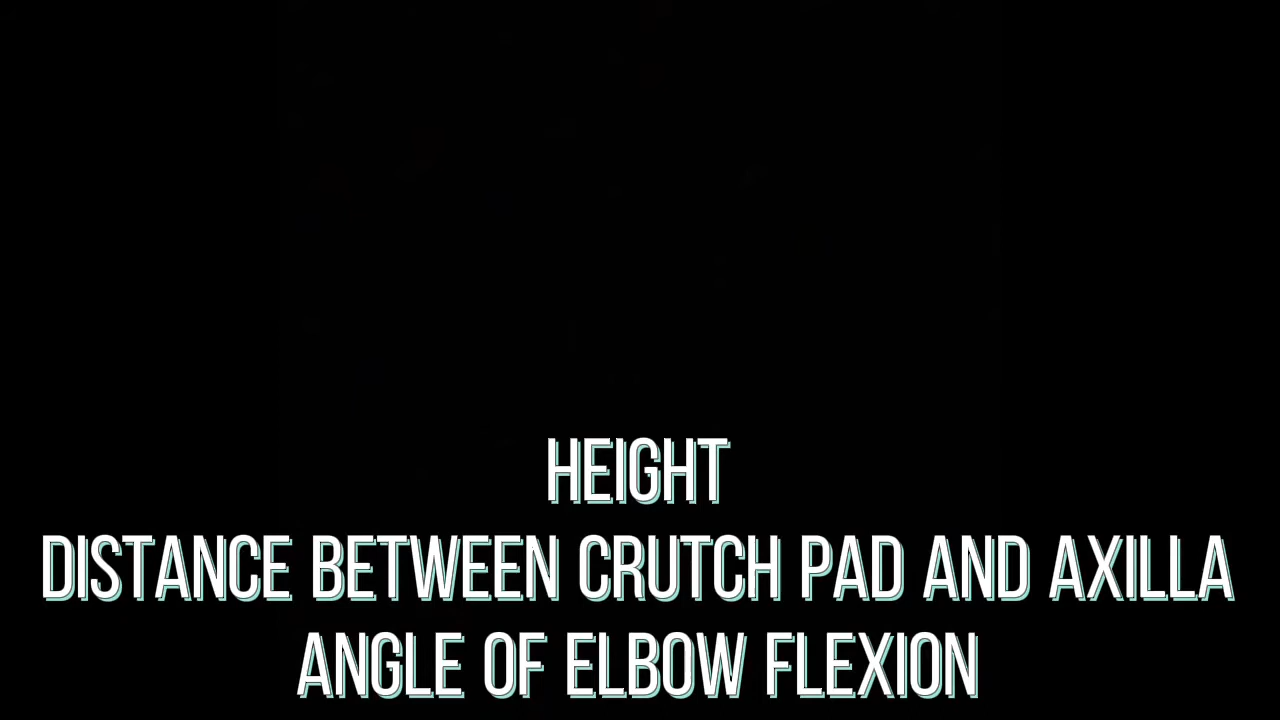 HEIGHT
DISTANCE BETWEEN CRUTCH PAD AND AXILLA
ANGLE OF ELBOW FLEXION